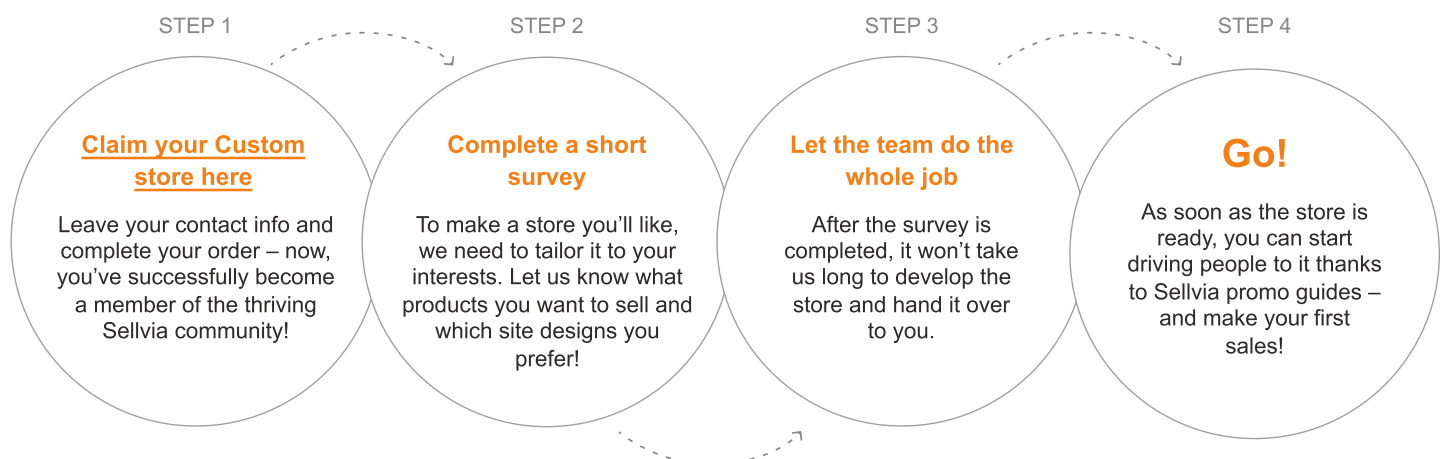 STEP 1
Claim your Custom
store here
Leave your contact info and
complete your order – now,
you’ve successfully become
a member of the thriving
Sellvia community!
STEP 2
Complete a short
survey
To make a store you’ll like,
we need to tailor it to your
interests. Let us know what
products you want to sell and
which site designs you
prefer!
STEP 3
Let the team do the
whole job
After the survey is
completed, it won’t take
us long to develop the
store and hand it over
to you.
STEP 4
Go!
As soon as the store is
ready, you can start
driving people to it thanks
to Sellvia promo guides –
and make your first
sales!